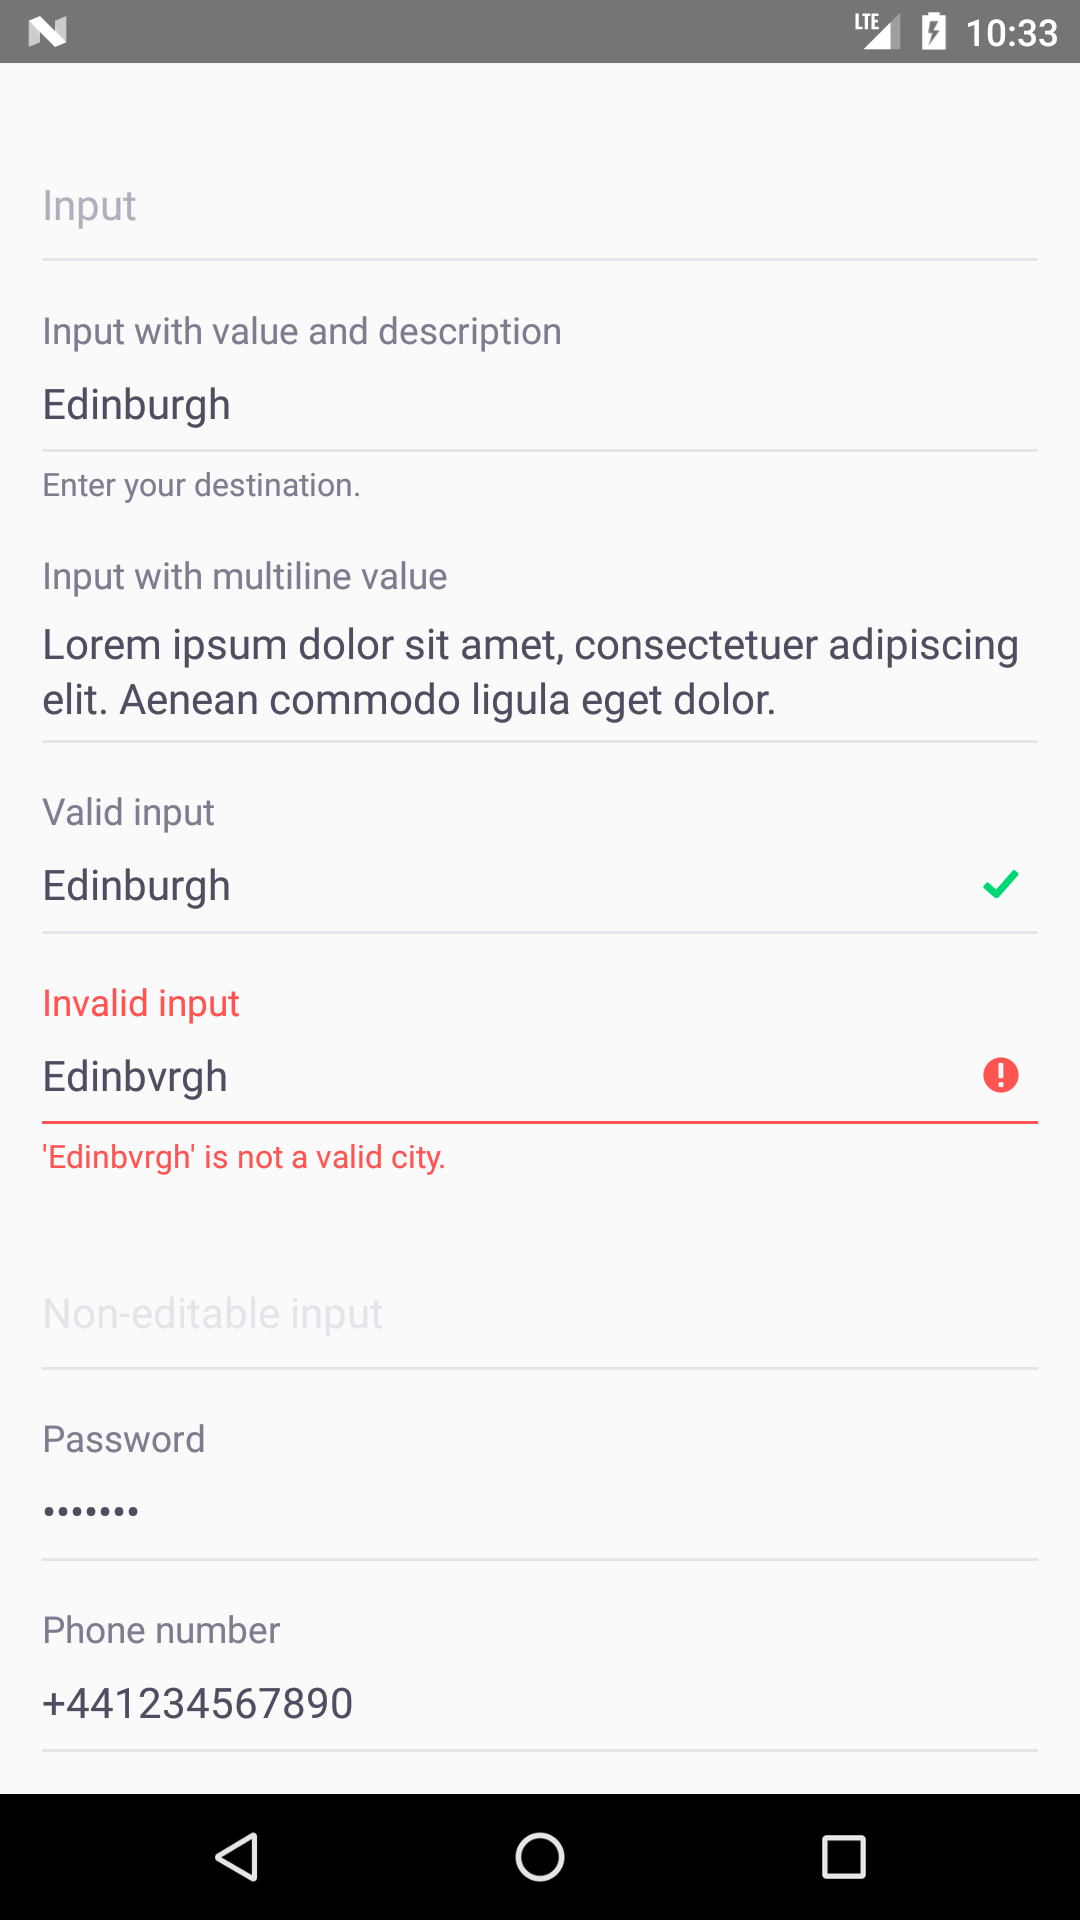 LTE 10:33
Input
Input with value and description
Edinburgh
Enter your destination.
Input with multiline value
Lorem ipsum dolor sit amet, consectetuer adipiscing
elit. Aenean commodo ligula eget dolor.
Valid input
Edinburgh
Invalid input
Edinbvrgh
'Edinbvrgh' is not a valid city.
Non-editable input
Password
•••••••
Phone number
+441234567890